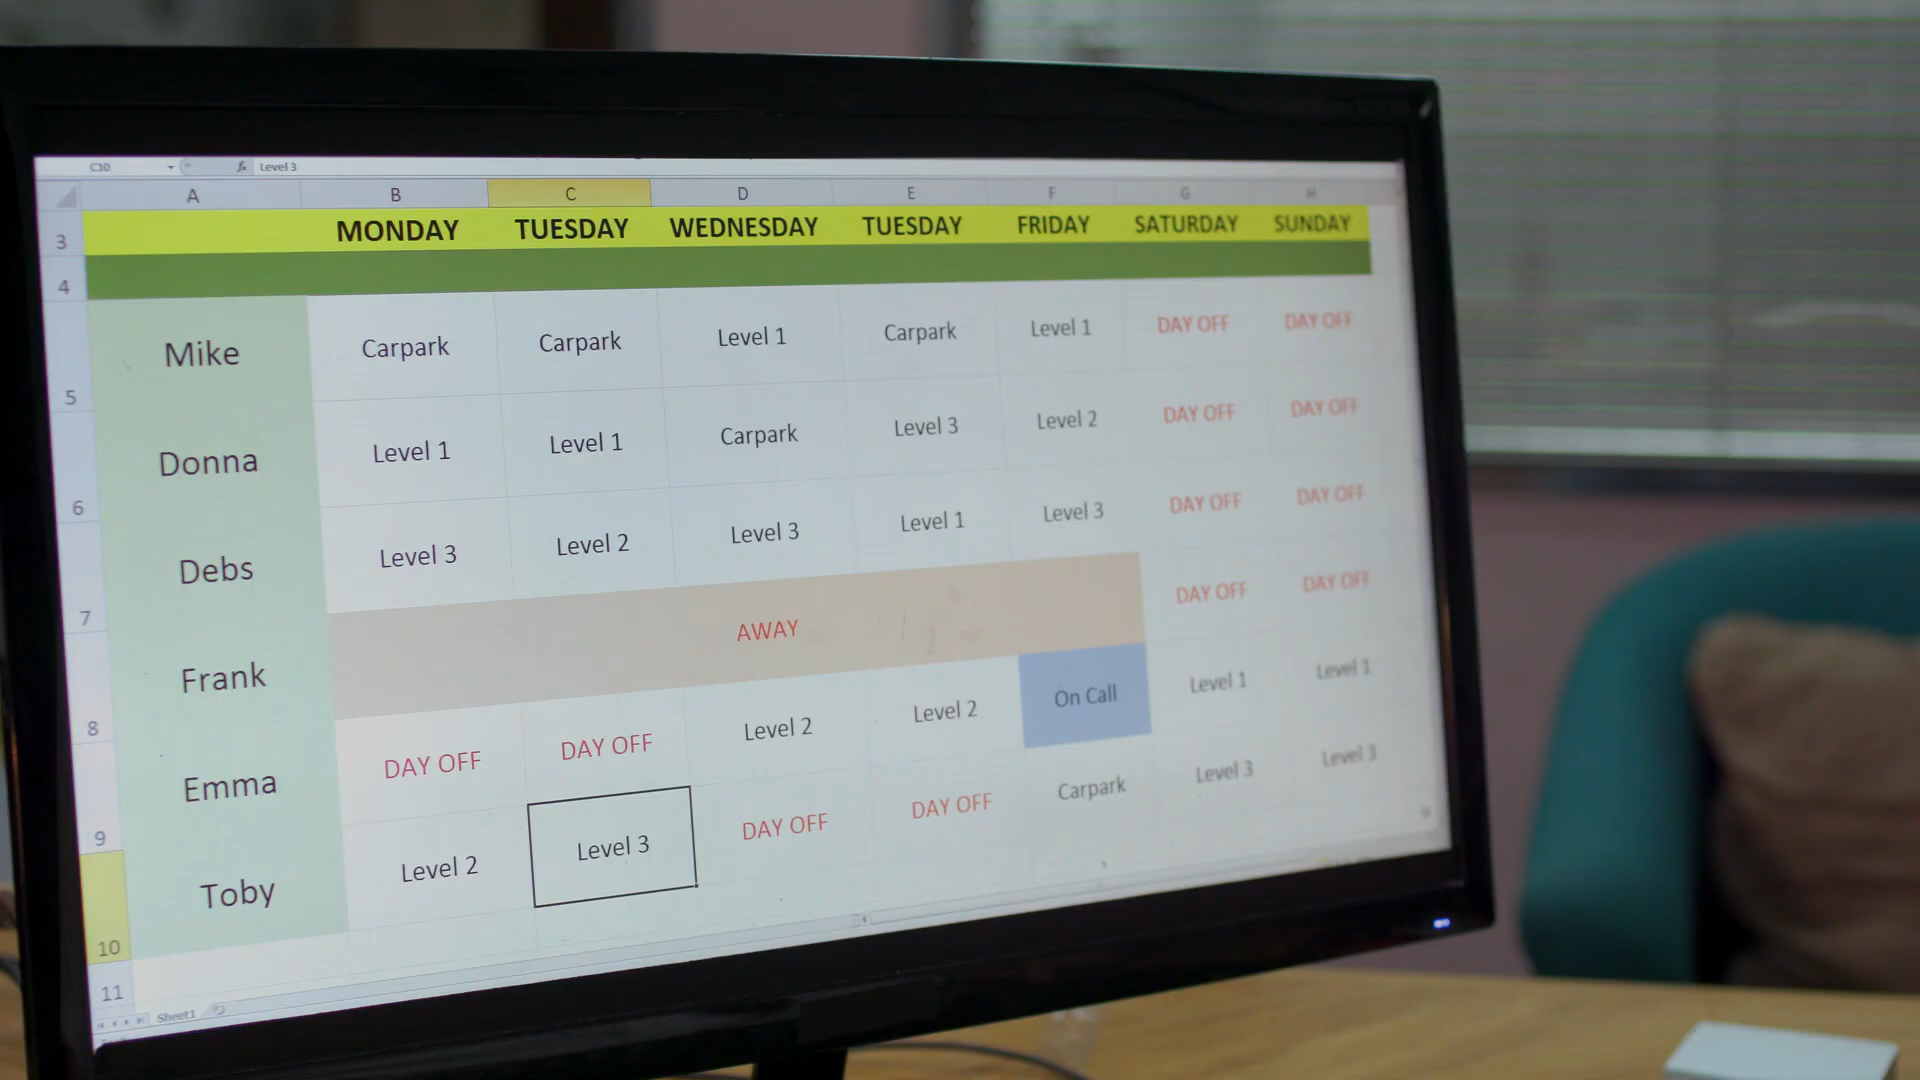 C10 fx Level 3
A B C D E F G H
3 MONDAY TUESDAY WEDNESDAY TUESDAY FRIDAY SATURDAY SUNDAY
4
5 Mike Carpark Carpark Level 1 Carpark Level 1 DAY OFF DAY OFF
6 Donna Level 1 Level 1 Carpark Level 3 Level 2 DAY OFF DAY OFF
7 Debs Level 3 Level 2 Level 3 Level 1 Level 3 DAY OFF DAY OFF
8 Frank AWAY DAY OFF DAY OFF
9 Emma DAY OFF DAY OFF Level 2 Level 2 On Call Level 1 Level 1
10 Toby Level 2 Level 3 DAY OFF DAY OFF Carpark Level 3 Level 3
11
Sheet1